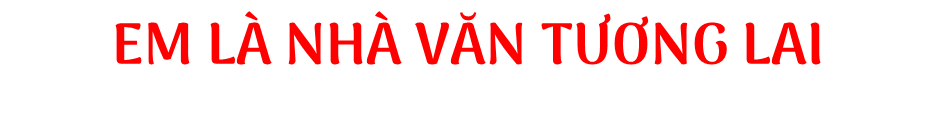 EM LÀ NHÀ VĂN TƯƠNG LAI